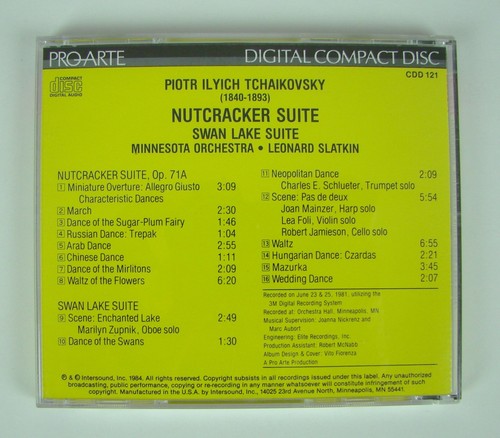 PRO ARTE DIGITAL COMPACT DISC
CDD 121
COMPACT
disc
DIGITAL AUDIO
PIOTR ILYICH TCHAIKOVSKY
(1840-1893)
NUTCRACKER SUITE
SWAN LAKE SUITE
MINNESOTA ORCHESTRA • LEONARD SLATKIN
NUTCRACKER SUITE, Op. 71A
1 Miniature Overture: Allegro Giusto 3:09
Characteristic Dances
2 March 2:30
3 Dance of the Sugar-Plum Fairy 1:46
4 Russian Dance: Trepak 1:04
5 Arab Dance 2:55
6 Chinese Dance 1:11
7 Dance of the Mirlitons 2:09
8 Waltz of the Flowers 6:20
SWAN LAKE SUITE
9 Scene: Enchanted Lake 2:49
Marilyn Zupnik, Oboe solo
10 Dance of the Swans 1:30
11 Neopolitan Dance 2:09
Charles E. Schlueter, Trumpet solo
12 Scene: Pas de deux 5:54
Joan Mainzer, Harp solo
Lea Foli, Violin solo
Robert Jamieson, Cello solo
13 Waltz 6:55
14 Hungarian Dance: Czardas 2:21
15 Mazurka 3:45
16 Wedding Dance 2:07
Recorded on June 23 & 25, 1981, utilizing the
3M Digital Recording System
Recorded at: Orchestra Hall, Minneapolis, MN
Musical Supervision: Joanna Nickrenz and
Marc Aubort
Engineering: Elite Recordings, Inc.
Production Assistant: Robert McNabb
Album Design & Cover: Vito Fiorenza
A Pro Arte Production
℗ & © Intersound, Inc. 1984. All rights reserved. Copyright subsists in all recordings issued under this label. Any unauthorized
broadcasting, public performance, copying or re-recording in any manner whatsoever will constitute infringement of such
copyright. Manufactured in the U.S.A. by Intersound, Inc., 14025 23rd Avenue North, Minneapolis, MN 55441.